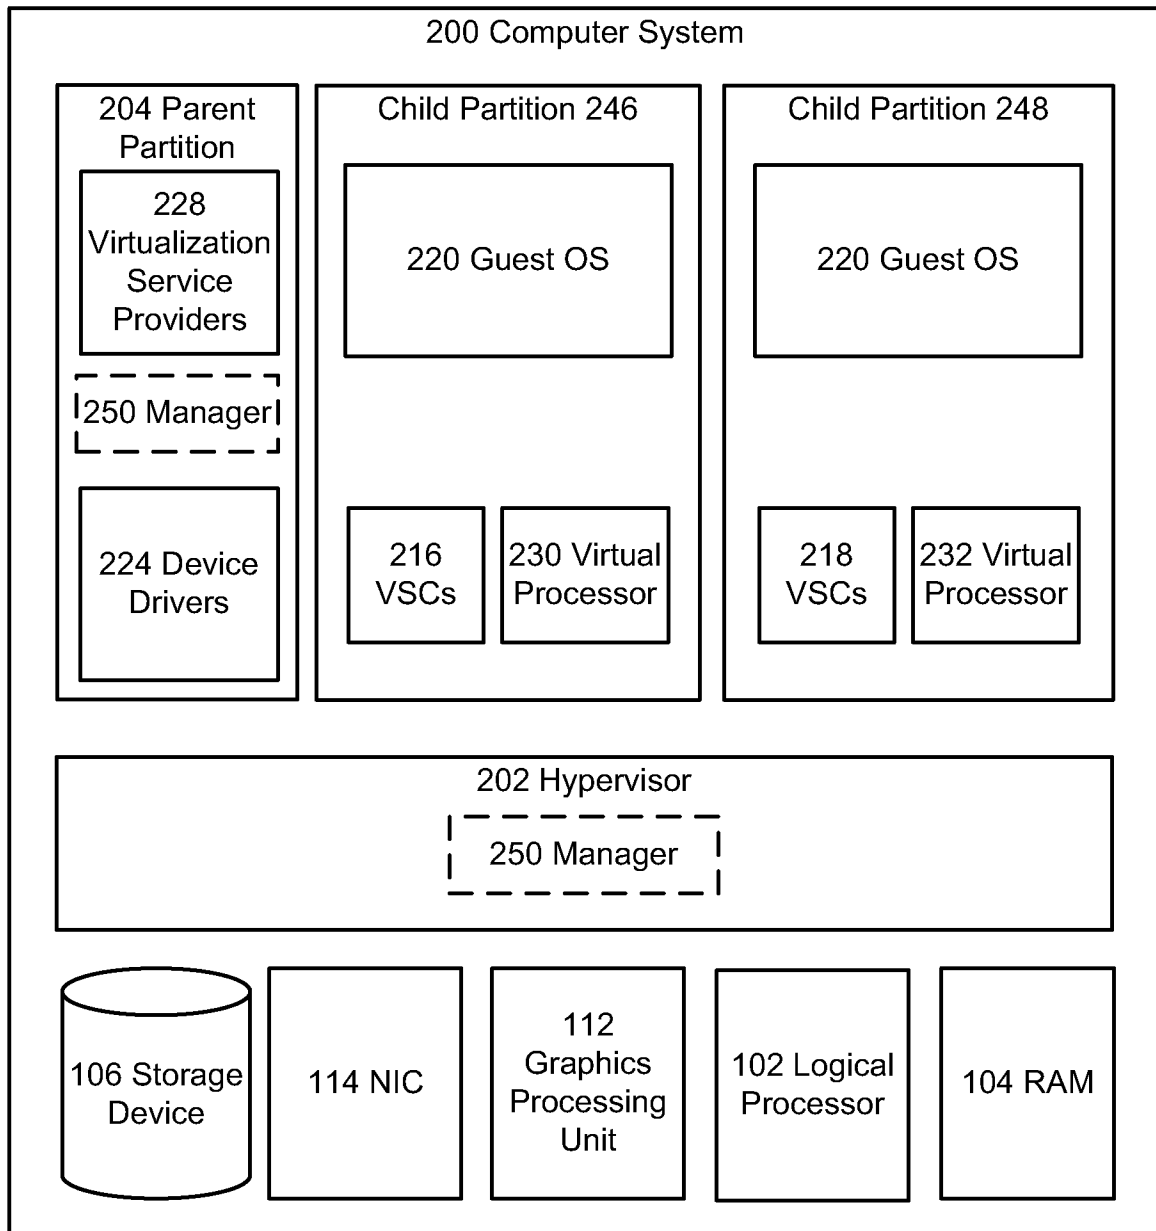 200 Computer System
204 Parent
Partition
228
Virtualization
Service
Providers
250 Manager
224 Device
Drivers
Child Partition 246
220 Guest OS
216
VSCs
230 Virtual
Processor
Child Partition 248
220 Guest OS
218
VSCs
232 Virtual
Processor
202 Hypervisor
250 Manager
106 Storage
Device
114 NIC
112
Graphics
Processing
Unit
102 Logical
Processor
104 RAM